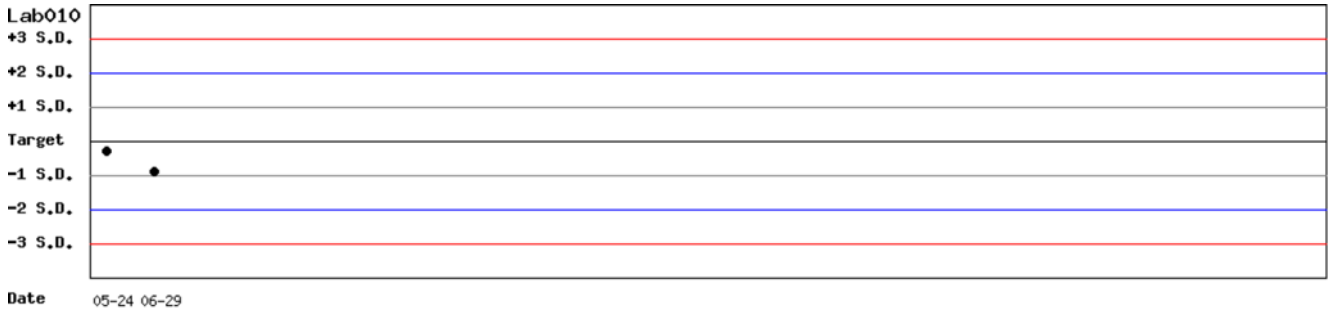 Lab010
+3 S.D.
+2 S.D.
+1 S.D.
Target
-1 S.D.
-2 S.D.
-3 S.D.
Date 05-24 06-29